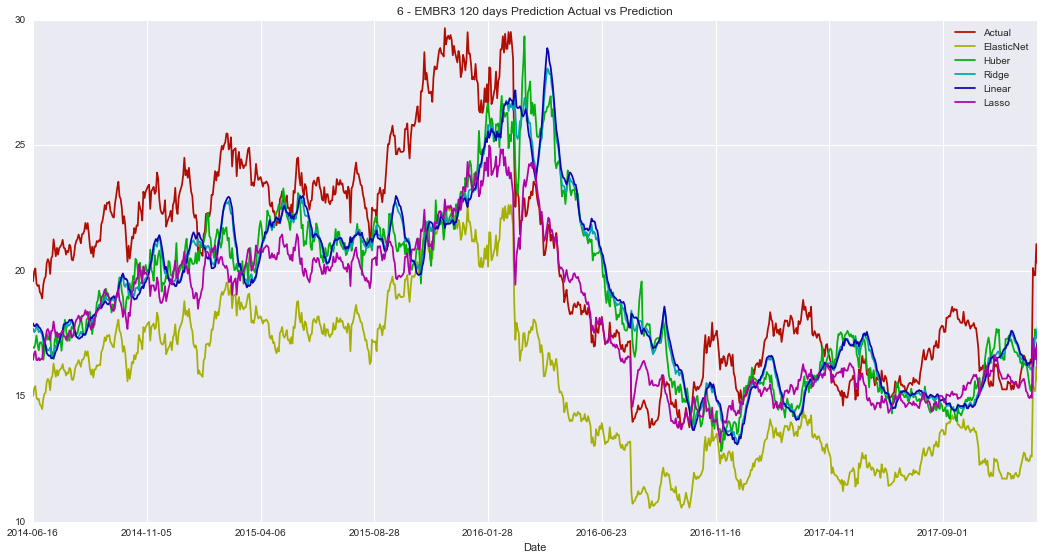 6 - EMBR3 120 days Prediction Actual vs Prediction
30
25
20
15
10
Actual
ElasticNet
Huber
Ridge
Linear
Lasso
2014-06-16 2014-11-05 2015-04-06 2015-08-28 2016-01-28 2016-06-23 2016-11-16 2017-04-11 2017-09-01
Date